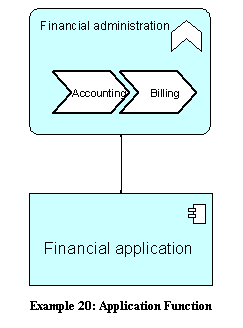 Financial administration
Accounting Billing
Financial application
Example 20: Application Function